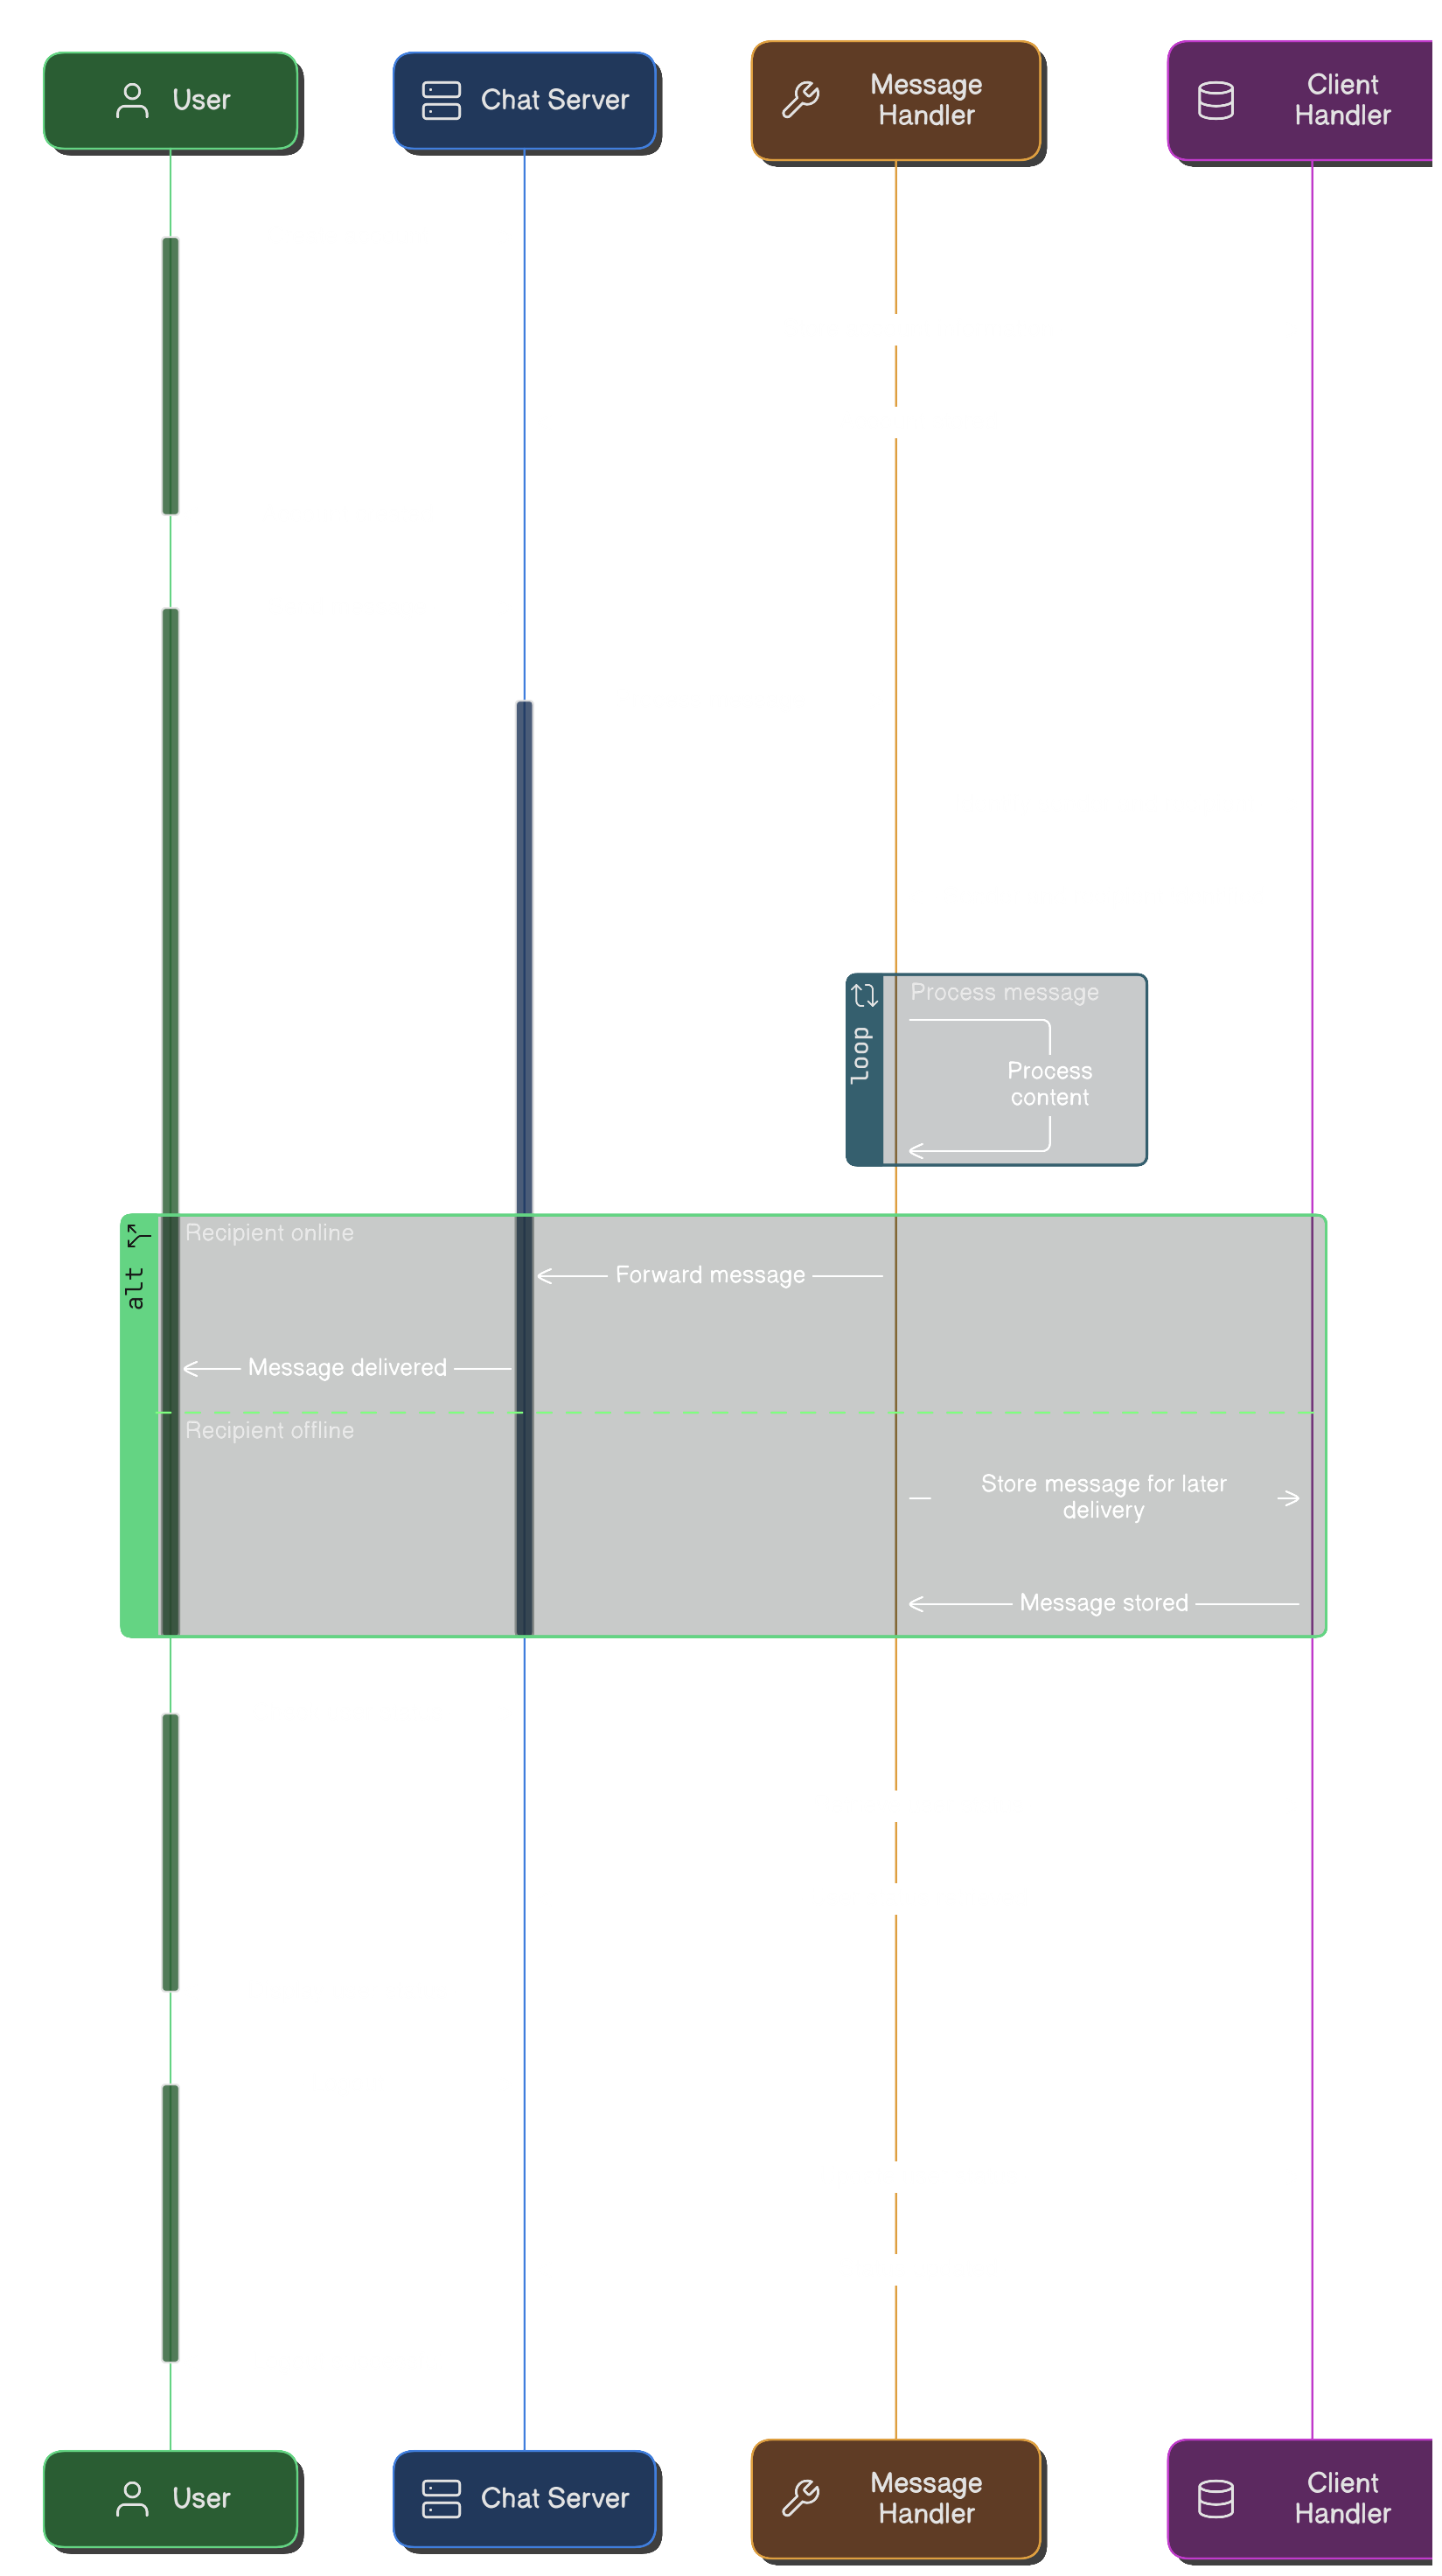 User
Chat Server
Message
Handler
Client
Handler
loop
Process message
Process
content
alt
Recipient online
Forward message
Message delivered
Recipient offline
Store message for later
delivery
Message stored
User
Chat Server
Message
Handler
Client
Handler